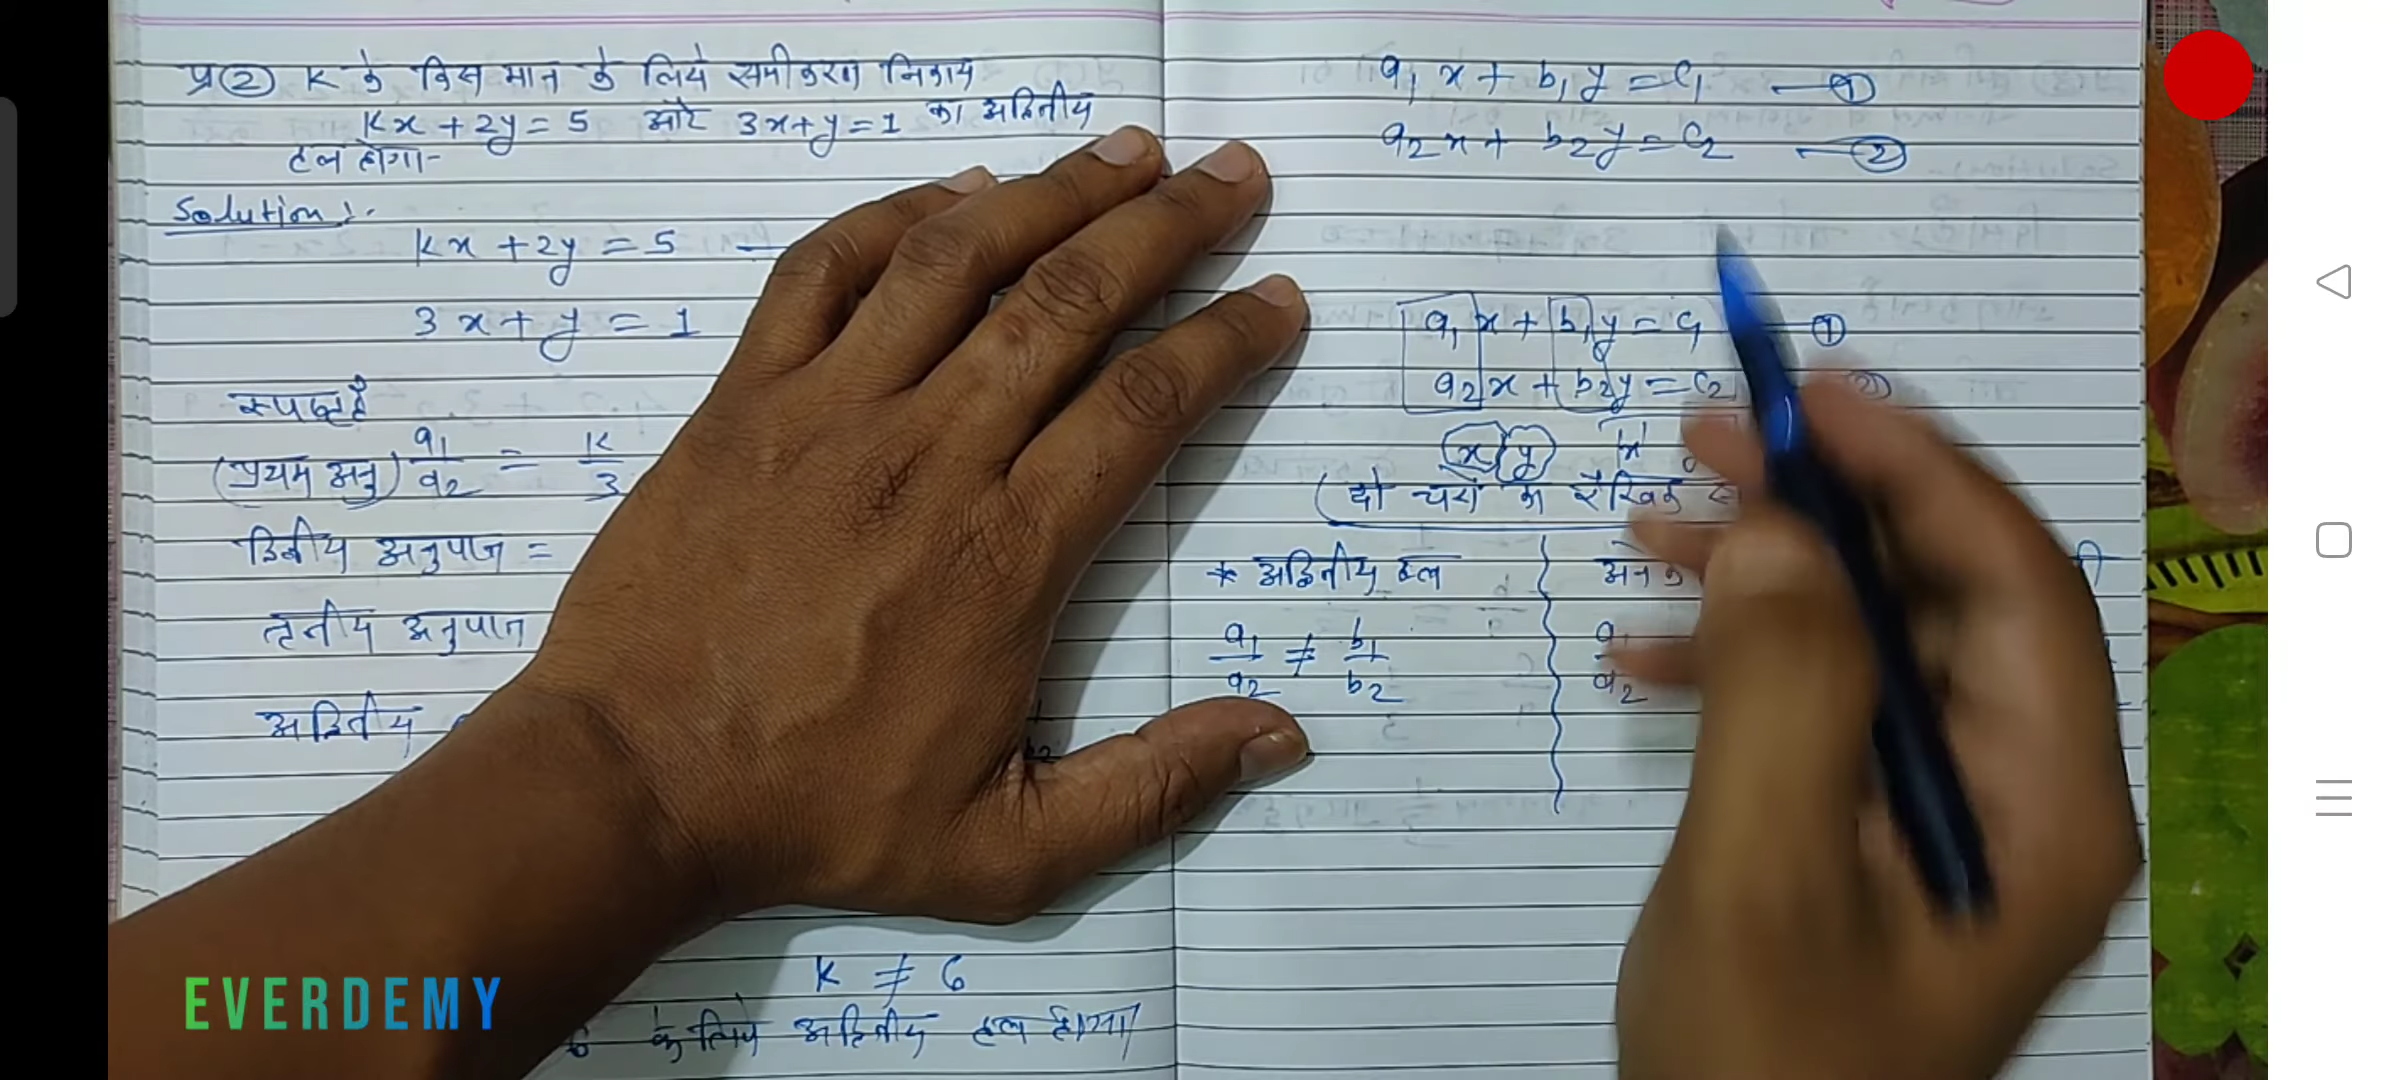 प्र② K के किस मान के लिये समीकरण निकाय
Kx + 2y = 5 और 3x+y=1 का अद्वितीय
हल होगा-
Solution:-
Kx + 2y = 5
3x + y = 1
स्पष्ट है
(प्रथम अनु) a₁/a₂ = K/3
द्वितीय अनुपात =
तृतीय अनुपात
अद्वितीय
K ≠ 6
6 के लिये अद्वितीय हल होगा
a₁x + b₁y = c₁ —①
a₂x + b₂y = c₂ —②
a₁x + b₁y = c₁ —①
a₂x + b₂y = c₂ ②
x y x y
(दो चरों का रैखिक
* अद्वितीय हल
a₁/a₂ ≠ b₁/b₂
a₁/a₂
EVERDEMY